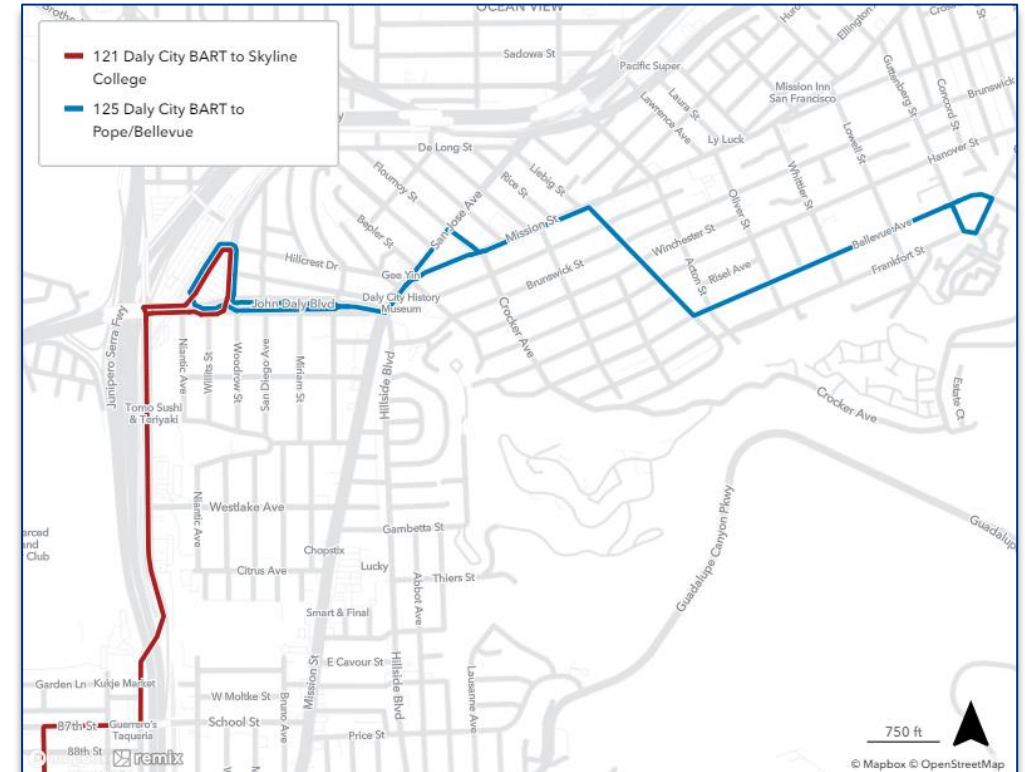 OCEAN VIEW
121 Daly City BART to Skyline
College
125 Daly City BART to
Pope/Bellevue
Sadowa St
Pacific Super
Ellington
Guttenberg St
Concord St
Brunswick
Mission Inn
San Francisco
Laura St
Lawrence Ave
Ly Luck
Lowell St
Hanover St
De Long St
Liebig St
Rice St
Flournoy St
Bepler St
San Jose Ave
Mission St
Whittier St
Oliver St
Winchester St
Bellevue Ave
Frankfort St
Acton St
Risel Ave
Brunswick St
Hillcrest Dr
Gee Yin
Daly City History
Museum
John Daly Blvd
Junipero Serra Fwy
Niantic Ave
Willits St
Woodrow St
San Diego Ave
Miriam St
Hillside Blvd
Crocker Ave
Crocker Ave
Estate Ct
Tomo Sushi
& Teriyaki
Niantic Ave
Westlake Ave
Gambetta St
Guadalupe Canyon Pkwy
Guadalup
Club
Chopstix
Lucky
Citrus Ave
Abbot Ave
Thiers St
Smart & Final
E Cavour St
Mission St
Hillside Blvd
Lausanne Ave
Garden Ln
Kukje Market
W Moltke St
Bruno Ave
87th St
Guerrero's
Taqueria
School St
Price St
88th St
remix
750 ft
© Mapbox © OpenStreetMap